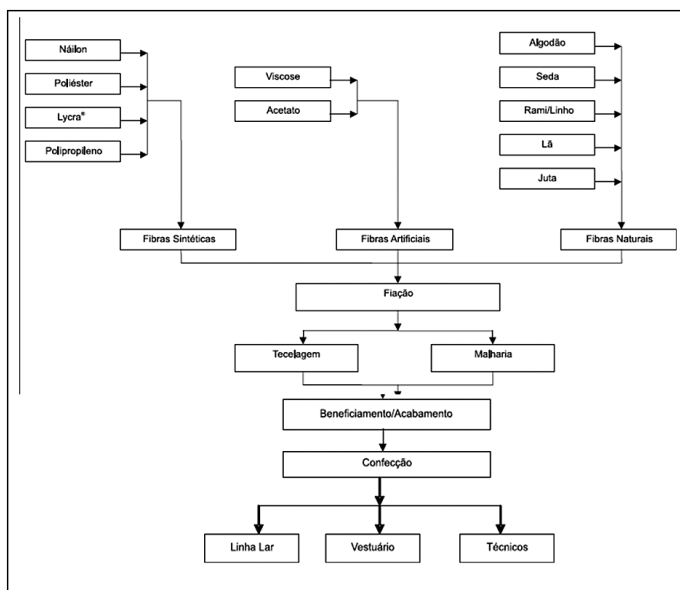 Náilon
Poliéster
Lycra®
Polipropileno
Viscose
Acetato
Algodão
Seda
Rami/Linho
Lã
Juta
Fibras Sintéticas
Fibras Artificiais
Fibras Naturais
Fiação
Tecelagem
Malharia
Beneficiamento/Acabamento
Confecção
Linha Lar
Vestuário
Técnicos